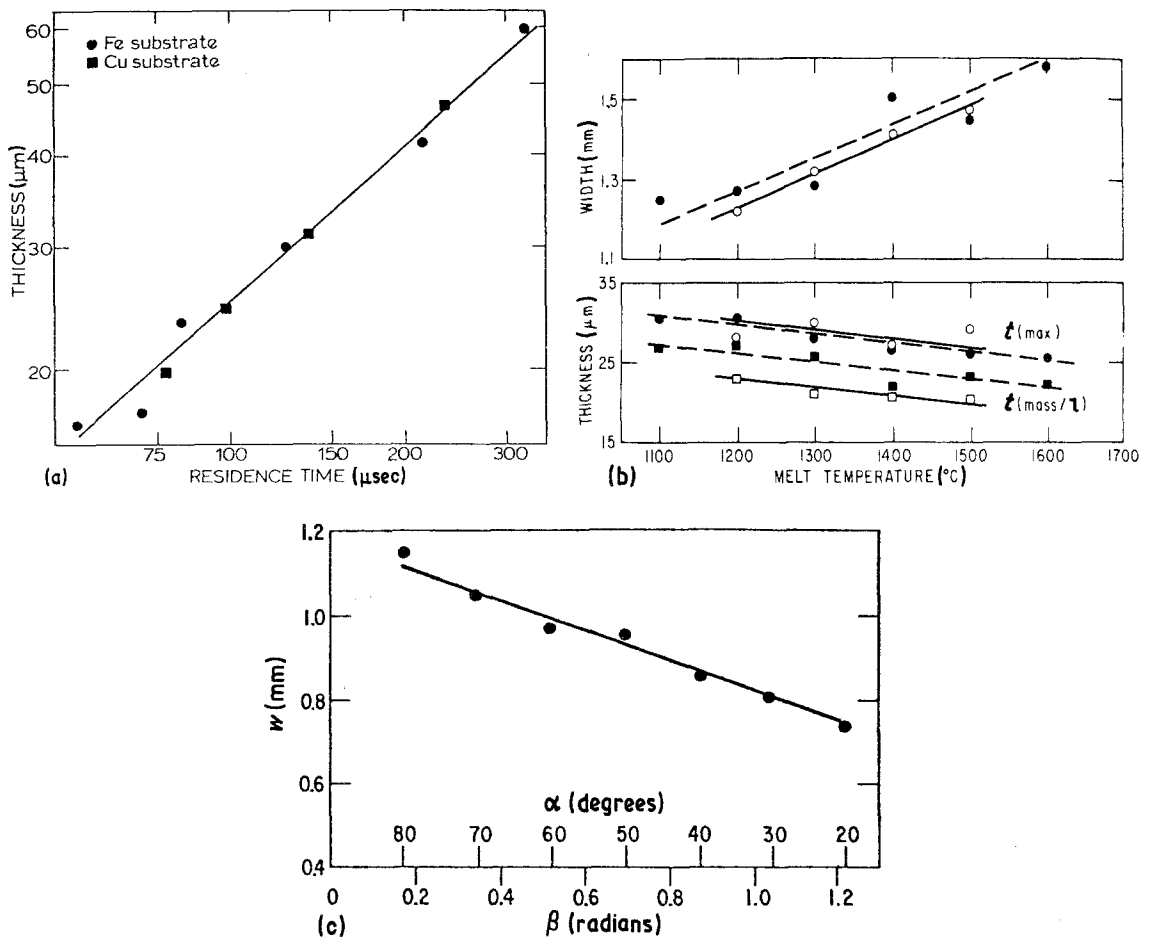 60
50
40
30
20
THICKNESS(μm)
● Fe substrate
■ Cu substrate
75 100 150 200 300
(a) RESIDENCE TIME (μsec)
1.5
1.3
1.1
WIDTH(mm)
35
25
15
THICKNESS (μm)
t(max)
t(mass/l)
1100 1200 1300 1400 1500 1600 1700
(b) MELT TEMPERATURE(°C)
1.2
1.0
0.8
0.6
0.4
w (mm)
α (degrees)
80 70 60 50 40 30 20
0 0.2 0.4 0.6 0.8 1.0 1.2
(c) β (radians)